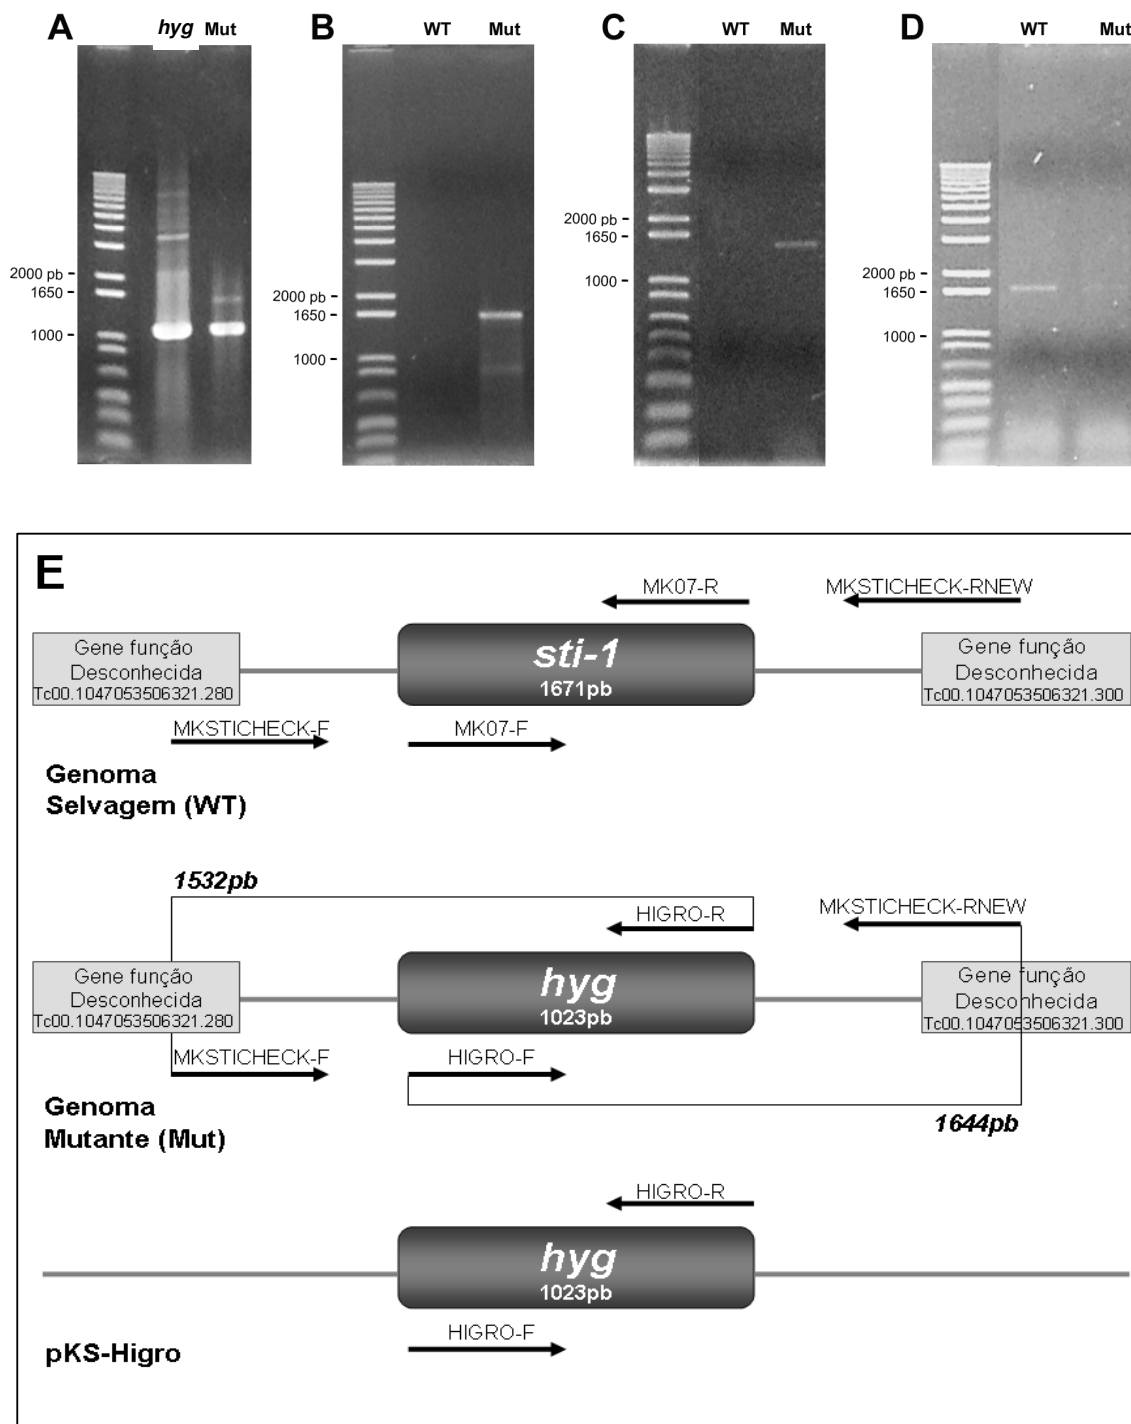 A
hyg Mut
B
WT Mut
C
WT Mut
D
WT Mut
2000 pb
1650
1000
2000 pb
1650
1000
2000 pb
1650
1000
2000 pb
1650
1000
E
MK07-R
MKSTICHECK-RNEW
Gene função
Desconhecida
Tc00.1047053506321.280
sti-1
1671pb
Gene função
Desconhecida
Tc00.1047053506321.300
MKSTICHECK-F
MK07-F
Genoma
Selvagem (WT)
1532pb
HIGRO-R
MKSTICHECK-RNEW
Gene função
Desconhecida
Tc00.1047053506321.280
hyg
1023pb
Gene função
Desconhecida
Tc00.1047053506321.300
MKSTICHECK-F
HIGRO-F
Genoma
Mutante (Mut)
1644pb
HIGRO-R
hyg
1023pb
HIGRO-F
pKS-Higro